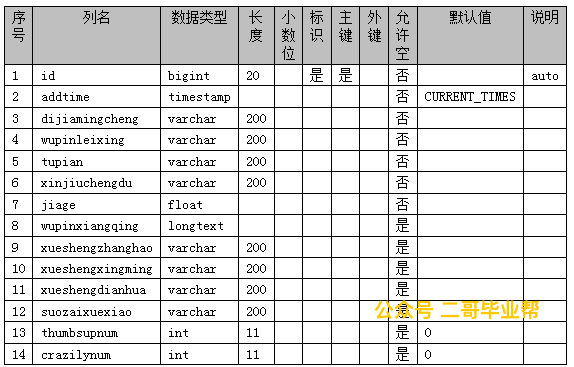 序号 列名 数据类型 长度 小数位 标识 主键 外键 允许空 默认值 说明
1 id bigint 20 是 是 否 auto
2 addtime timestamp 否 CURRENT_TIMES
3 dijiamingcheng varchar 200 否
4 wupinleixing varchar 200 否
5 tupian varchar 200 否
6 xinjiuchengdu varchar 200 否
7 jiage float 否
8 wupinxiangqing longtext 是
9 xueshengzhanghao varchar 200 是
10 xueshengxingming varchar 200 是
11 xueshengdianhua varchar 200 是
12 suozaixuexiao varchar 200 是
公众号 二哥毕业帮
13 thumbsupnum int 11 是 0
14 crazilynum int 11 是 0